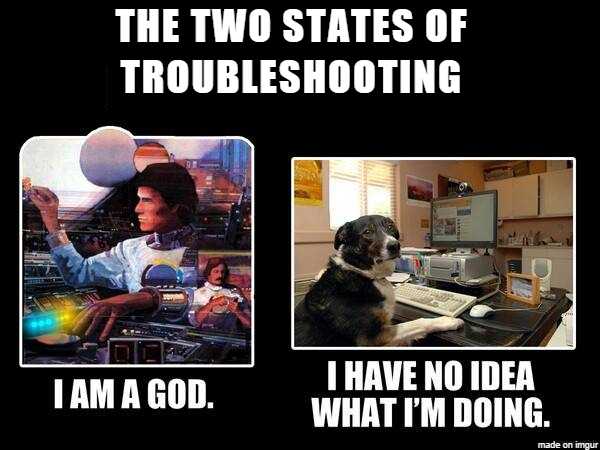 THE TWO STATES OF
TROUBLESHOOTING
I AM A GOD.
I HAVE NO IDEA
WHAT I'M DOING.
made on imgur